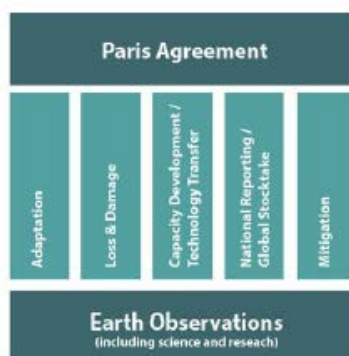 Paris Agreement
Adaptation
Loss & Damage
Capacity Development /
Technology Transfer
National Reporting /
Global Stocktake
Mitigation
Earth Observations
(including science and reseach)